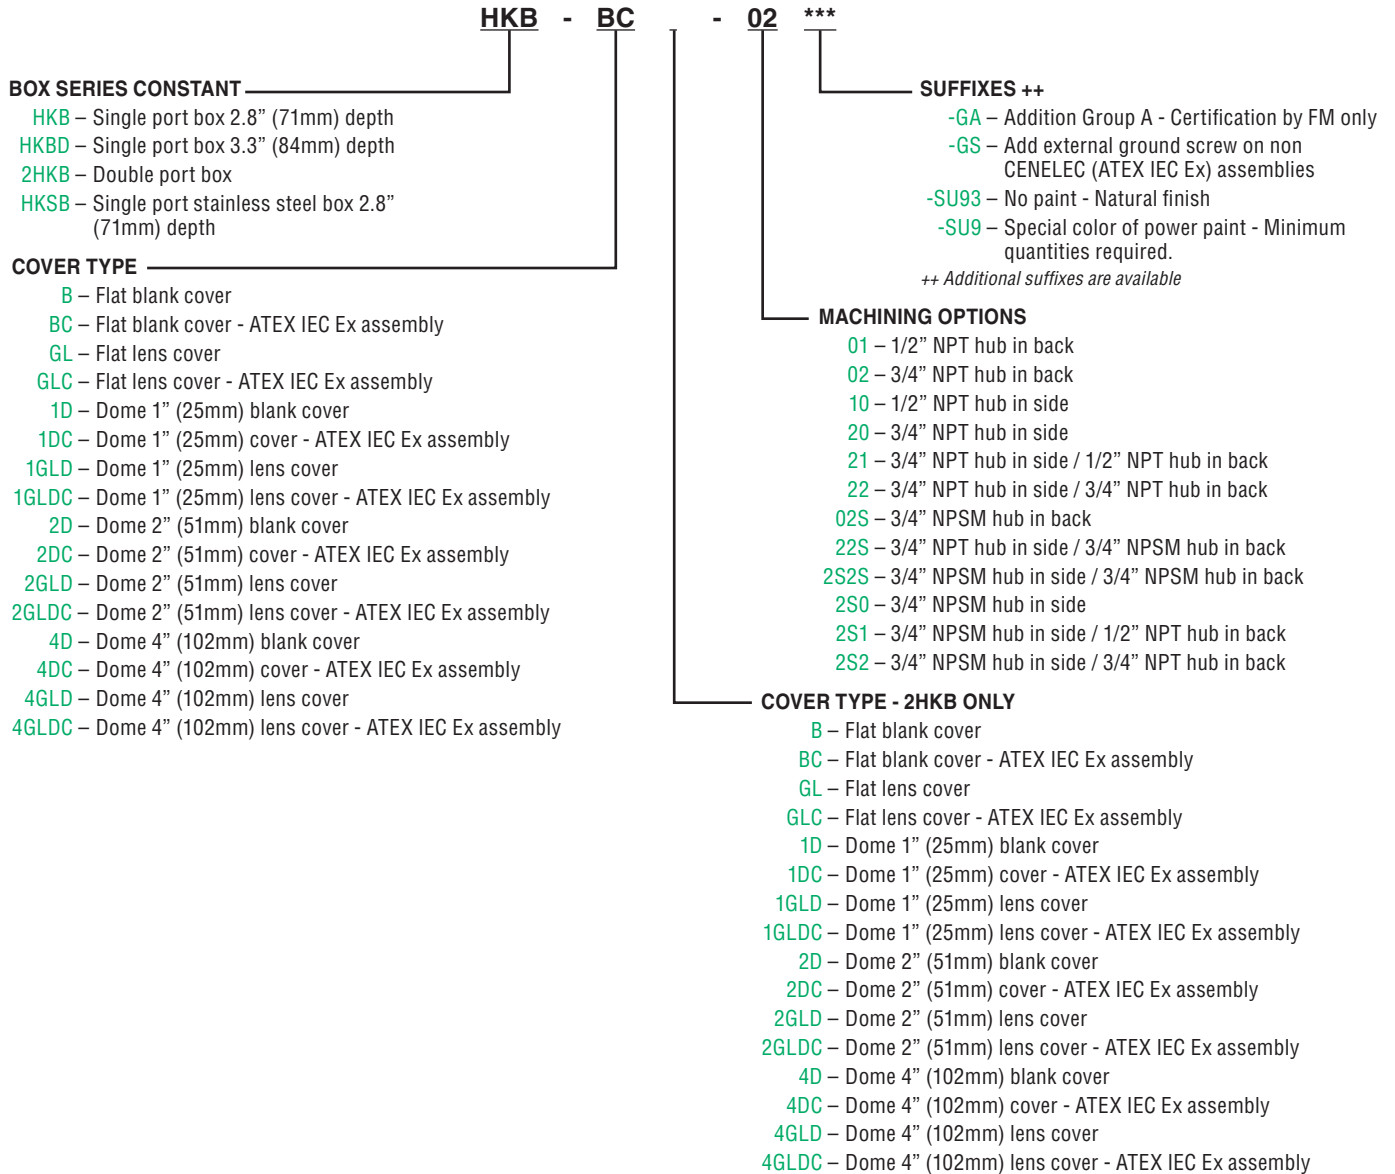 HKB - BC - 02 ***
BOX SERIES CONSTANT
HKB – Single port box 2.8” (71mm) depth
HKBD – Single port box 3.3” (84mm) depth
2HKB – Double port box
HKSB – Single port stainless steel box 2.8”
(71mm) depth
COVER TYPE
B – Flat blank cover
BC – Flat blank cover - ATEX IEC Ex assembly
GL – Flat lens cover
GLC – Flat lens cover - ATEX IEC Ex assembly
1D – Dome 1” (25mm) blank cover
1DC – Dome 1” (25mm) cover - ATEX IEC Ex assembly
1GLD – Dome 1” (25mm) lens cover
1GLDC – Dome 1” (25mm) lens cover - ATEX IEC Ex assembly
2D – Dome 2” (51mm) blank cover
2DC – Dome 2” (51mm) cover - ATEX IEC Ex assembly
2GLD – Dome 2” (51mm) lens cover
2GLDC – Dome 2” (51mm) lens cover - ATEX IEC Ex assembly
4D – Dome 4” (102mm) blank cover
4DC – Dome 4” (102mm) cover - ATEX IEC Ex assembly
4GLD – Dome 4” (102mm) lens cover
4GLDC – Dome 4” (102mm) lens cover - ATEX IEC Ex assembly
SUFFIXES ++
-GA – Addition Group A - Certification by FM only
-GS – Add external ground screw on non
CENELEC (ATEX IEC Ex) assemblies
-SU93 – No paint - Natural finish
-SU9 – Special color of power paint - Minimum
quantities required.
++ Additional suffixes are available
MACHINING OPTIONS
01 – 1/2” NPT hub in back
02 – 3/4” NPT hub in back
10 – 1/2” NPT hub in side
20 – 3/4” NPT hub in side
21 – 3/4” NPT hub in side / 1/2” NPT hub in back
22 – 3/4” NPT hub in side / 3/4” NPT hub in back
02S – 3/4” NPSM hub in back
22S – 3/4” NPT hub in side / 3/4” NPSM hub in back
2S2S – 3/4” NPSM hub in side / 3/4” NPSM hub in back
2S0 – 3/4” NPSM hub in side
2S1 – 3/4” NPSM hub in side / 1/2” NPT hub in back
2S2 – 3/4” NPSM hub in side / 3/4” NPT hub in back
COVER TYPE - 2HKB ONLY
B – Flat blank cover
BC – Flat blank cover - ATEX IEC Ex assembly
GL – Flat lens cover
GLC – Flat lens cover - ATEX IEC Ex assembly
1D – Dome 1” (25mm) blank cover
1DC – Dome 1” (25mm) cover - ATEX IEC Ex assembly
1GLD – Dome 1” (25mm) lens cover
1GLDC – Dome 1” (25mm) lens cover - ATEX IEC Ex assembly
2D – Dome 2” (51mm) blank cover
2DC – Dome 2” (51mm) cover - ATEX IEC Ex assembly
2GLD – Dome 2” (51mm) lens cover
2GLDC – Dome 2” (51mm) lens cover - ATEX IEC Ex assembly
4D – Dome 4” (102mm) blank cover
4DC – Dome 4” (102mm) cover - ATEX IEC Ex assembly
4GLD – Dome 4” (102mm) lens cover
4GLDC – Dome 4” (102mm) lens cover - ATEX IEC Ex assembly